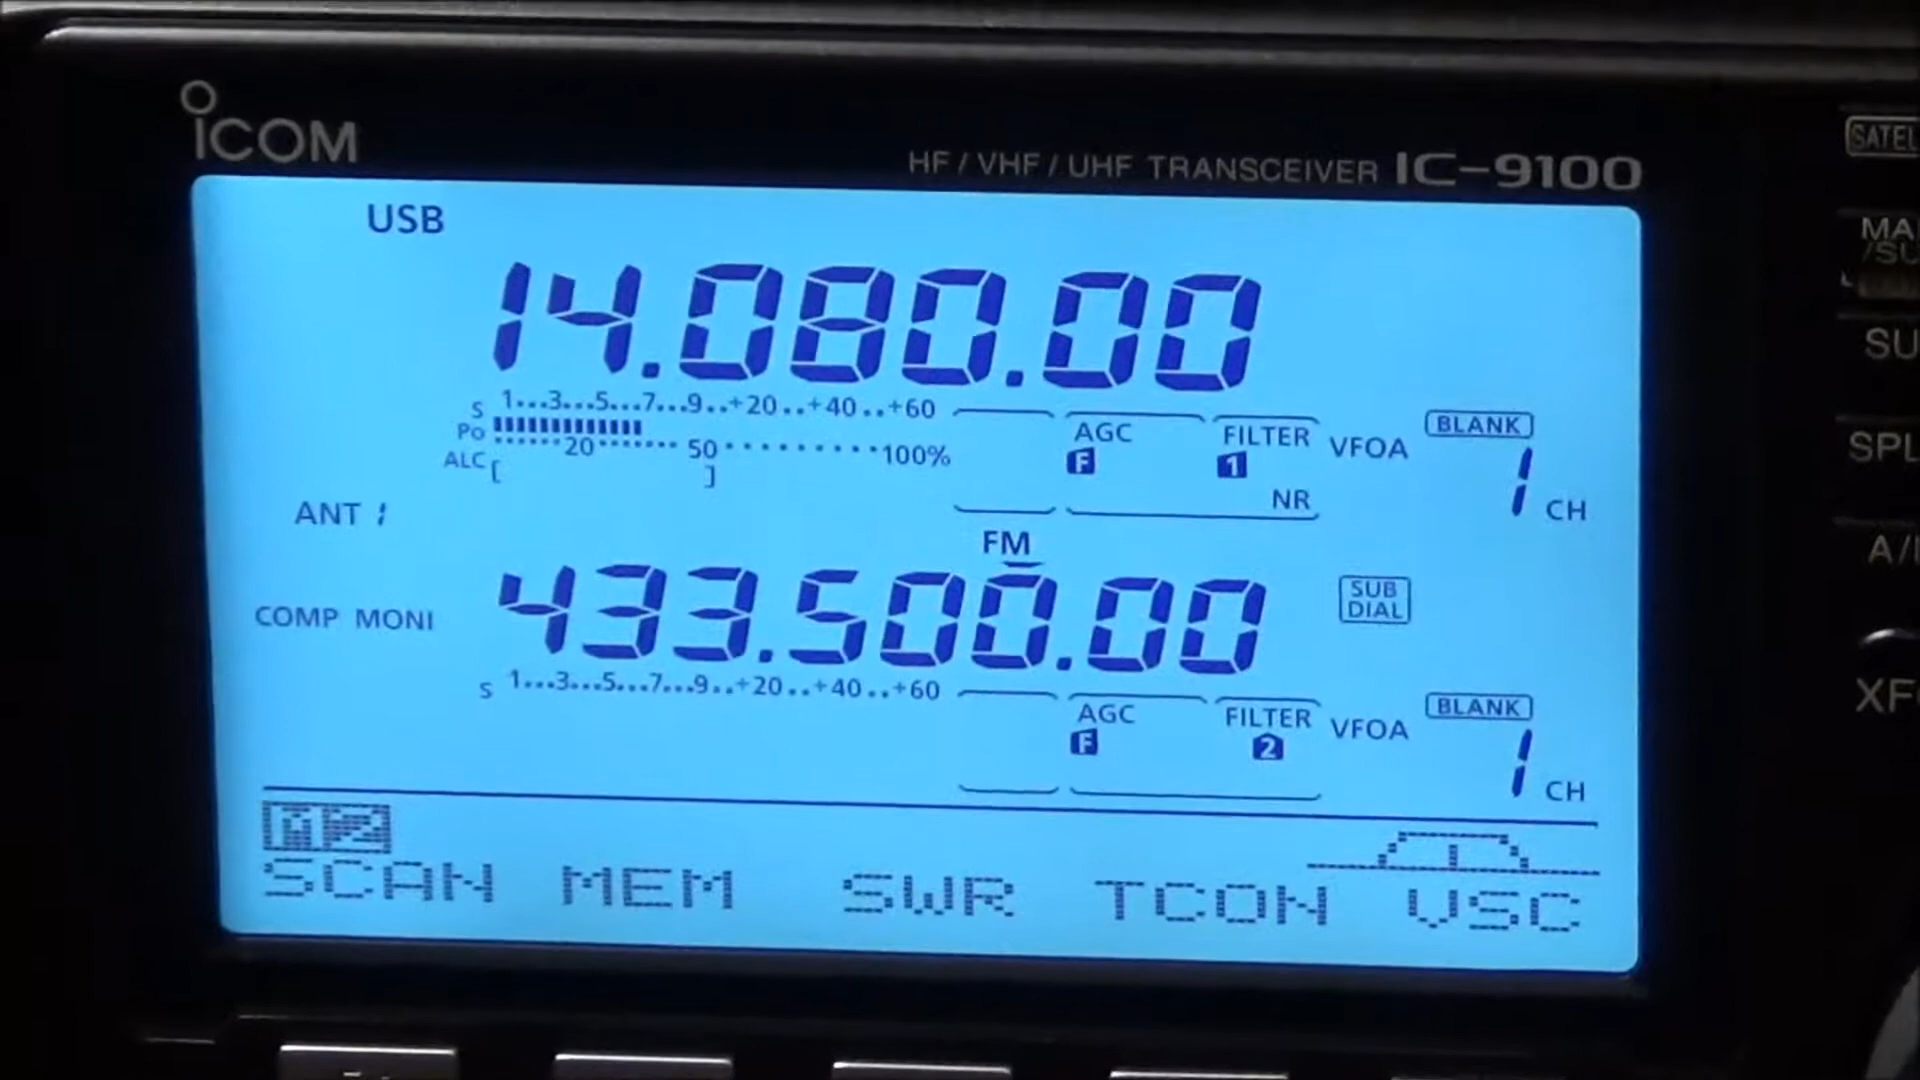 ICOM
HF / VHF / UHF TRANSCEIVER IC-9100
USB
14.080.00
S 1...3...5...7...9..+20..+40..+60
Po 20 50 100%
ALC [ ]
AGC FILTER VFOA BLANK
F 1 1 CH
NR
ANT 1
FM
433.500.00
SUB
DIAL
COMP MONI
S 1...3...5...7...9..+20..+40..+60
AGC FILTER VFOA BLANK
F 2 1 CH
SCAN MEM SWR TCON VSC
SATEL
MA
/SU
SU
SPL
A/
XF